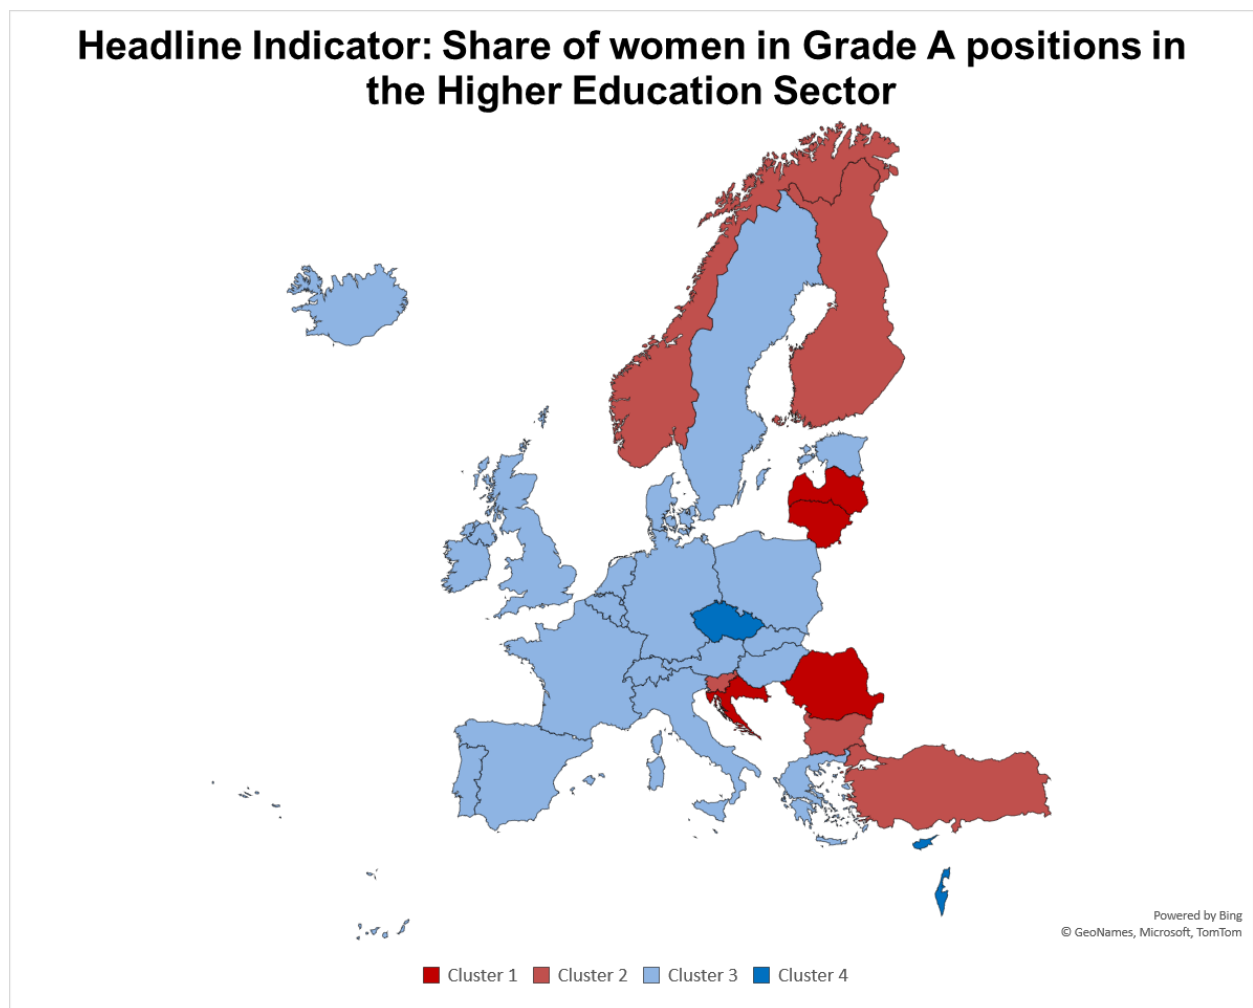 Headline Indicator: Share of women in Grade A positions in
the Higher Education Sector
Powered by Bing
© GeoNames, Microsoft, TomTom
Cluster 1 Cluster 2 Cluster 3 Cluster 4